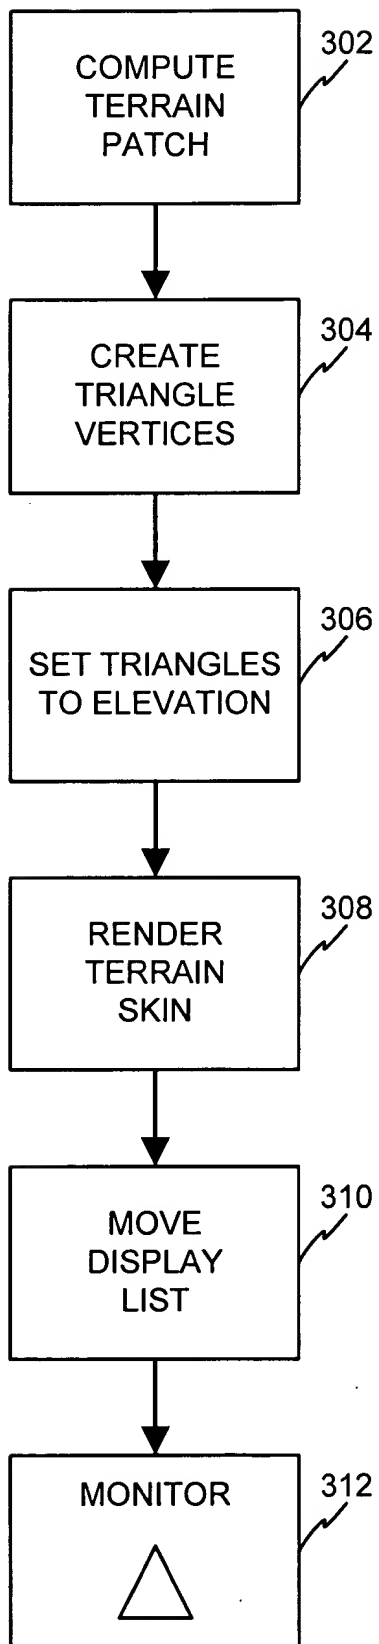 COMPUTE
TERRAIN
PATCH
302
CREATE
TRIANGLE
VERTICES
304
SET TRIANGLES
TO ELEVATION
306
RENDER
TERRAIN
SKIN
308
MOVE
DISPLAY
LIST
310
MONITOR
312